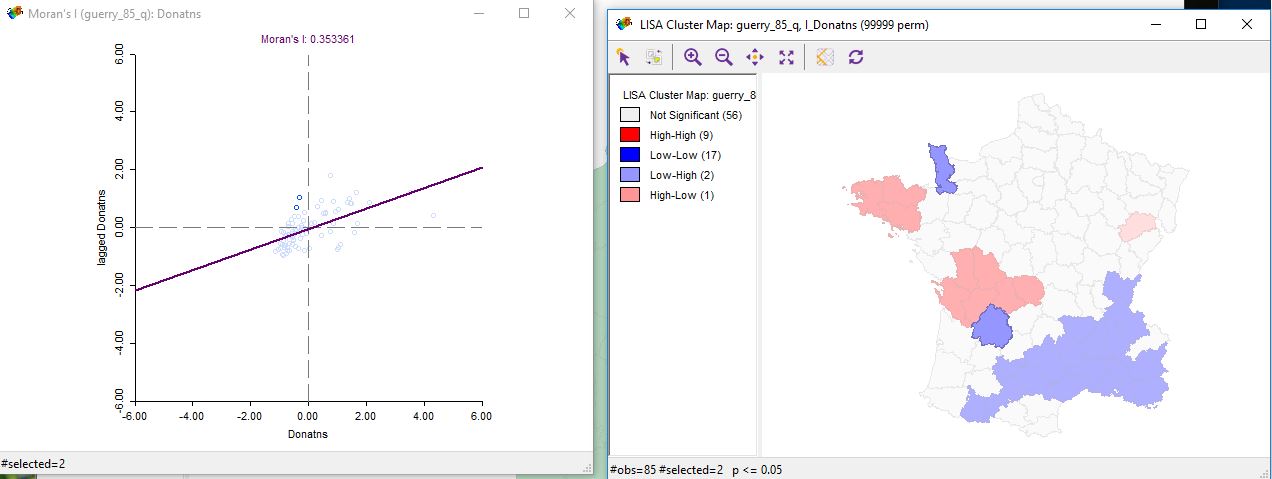 Moran's I (guerry_85_q): Donatns
Moran's I: 0.353361
6.00
4.00
2.00
0.00
-2.00
-4.00
-6.00
lagged Donatns
-6.00 -4.00 -2.00 0.00 2.00 4.00 6.00
Donatns
#selected=2
LISA Cluster Map: guerry_85_q, I_Donatns (99999 perm)
LISA Cluster Map: guerry_8
Not Significant (56)
High-High (9)
Low-Low (17)
Low-High (2)
High-Low (1)
#obs=85 #selected=2 p <= 0.05